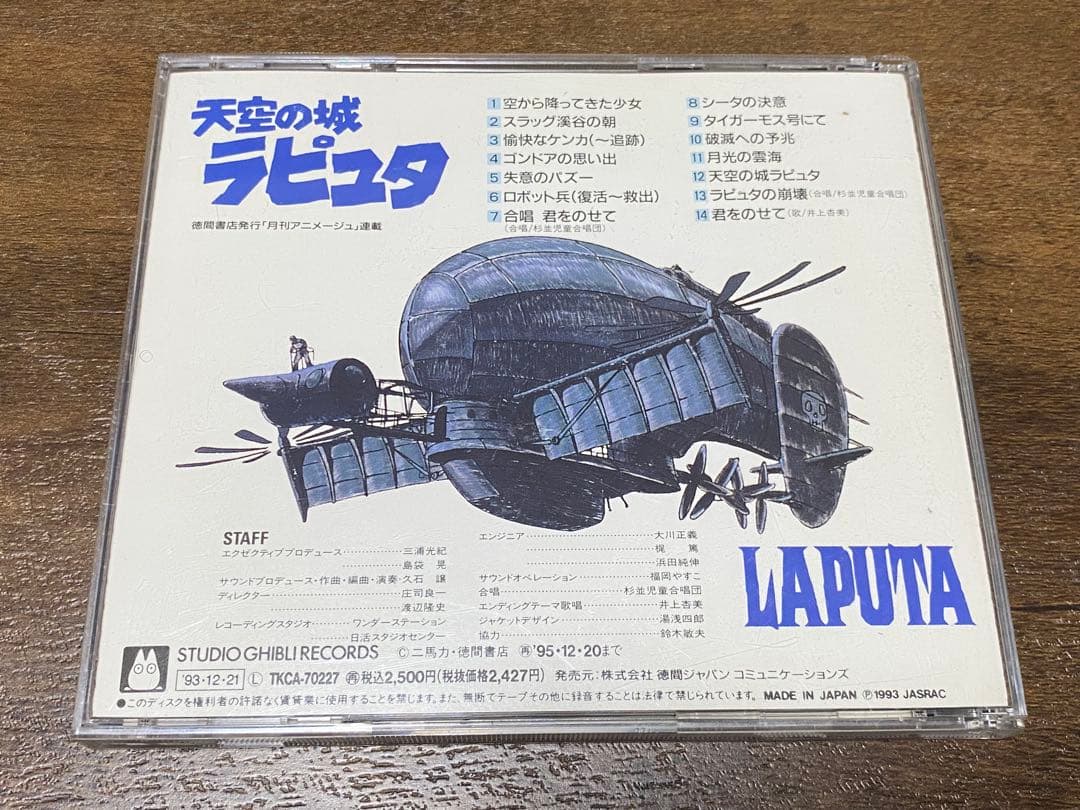 天空の城
ラピュタ
徳間書店発行「月刊アニメージュ」連載
1 空から降ってきた少女
2 スラッグ溪谷の朝
3 愉快なケンカ(〜追跡)
4 ゴンドアの思い出
5 失意のパズー
6 ロボット兵(復活〜救出)
7 合唱 君をのせて
(合唱/杉並児童合唱団)
8 シータの決意
9 タイガーモス号にて
10 破滅への予兆
11 月光の雲海
12 天空の城ラピュタ
13 ラピュタの崩壊(合唱/杉並児童合唱団)
14 君をのせて(歌/井上杏美)
STAFF
エクゼクティブプロデュース……………三浦光紀
……………島袋 晃
サウンドプロデュース・作曲・編曲・演奏・久石 譲
ディレクター……………庄司良一
……………渡辺隆史
レコーディングスタジオ……………ワンダーステーション
……………日活スタジオセンター
エンジニア……………大川正義
……………梶 篤
……………浜田純伸
サウンドオペレーション……………福岡やすこ
合唱……………杉並児童合唱団
エンディングテーマ歌唱……………井上杏美
ジャケットデザイン……………湯浅四郎
協力……………鈴木敏夫
LAPUTA
STUDIO GHIBLI RECORDS ©二馬力・徳間書店 再'95・12・20まで
'93・12・21 Ⓛ TKCA-70227 再税込2,500円(税抜価格2,427円) 発売元：株式会社 徳間ジャパン コミュニケーションズ
●このディスクを権利者の許諾なく賃貸業に使用することを禁じます。また、無断でテープその他に録音することは法律で禁じられています。 MADE IN JAPAN Ⓟ1993 JASRAC